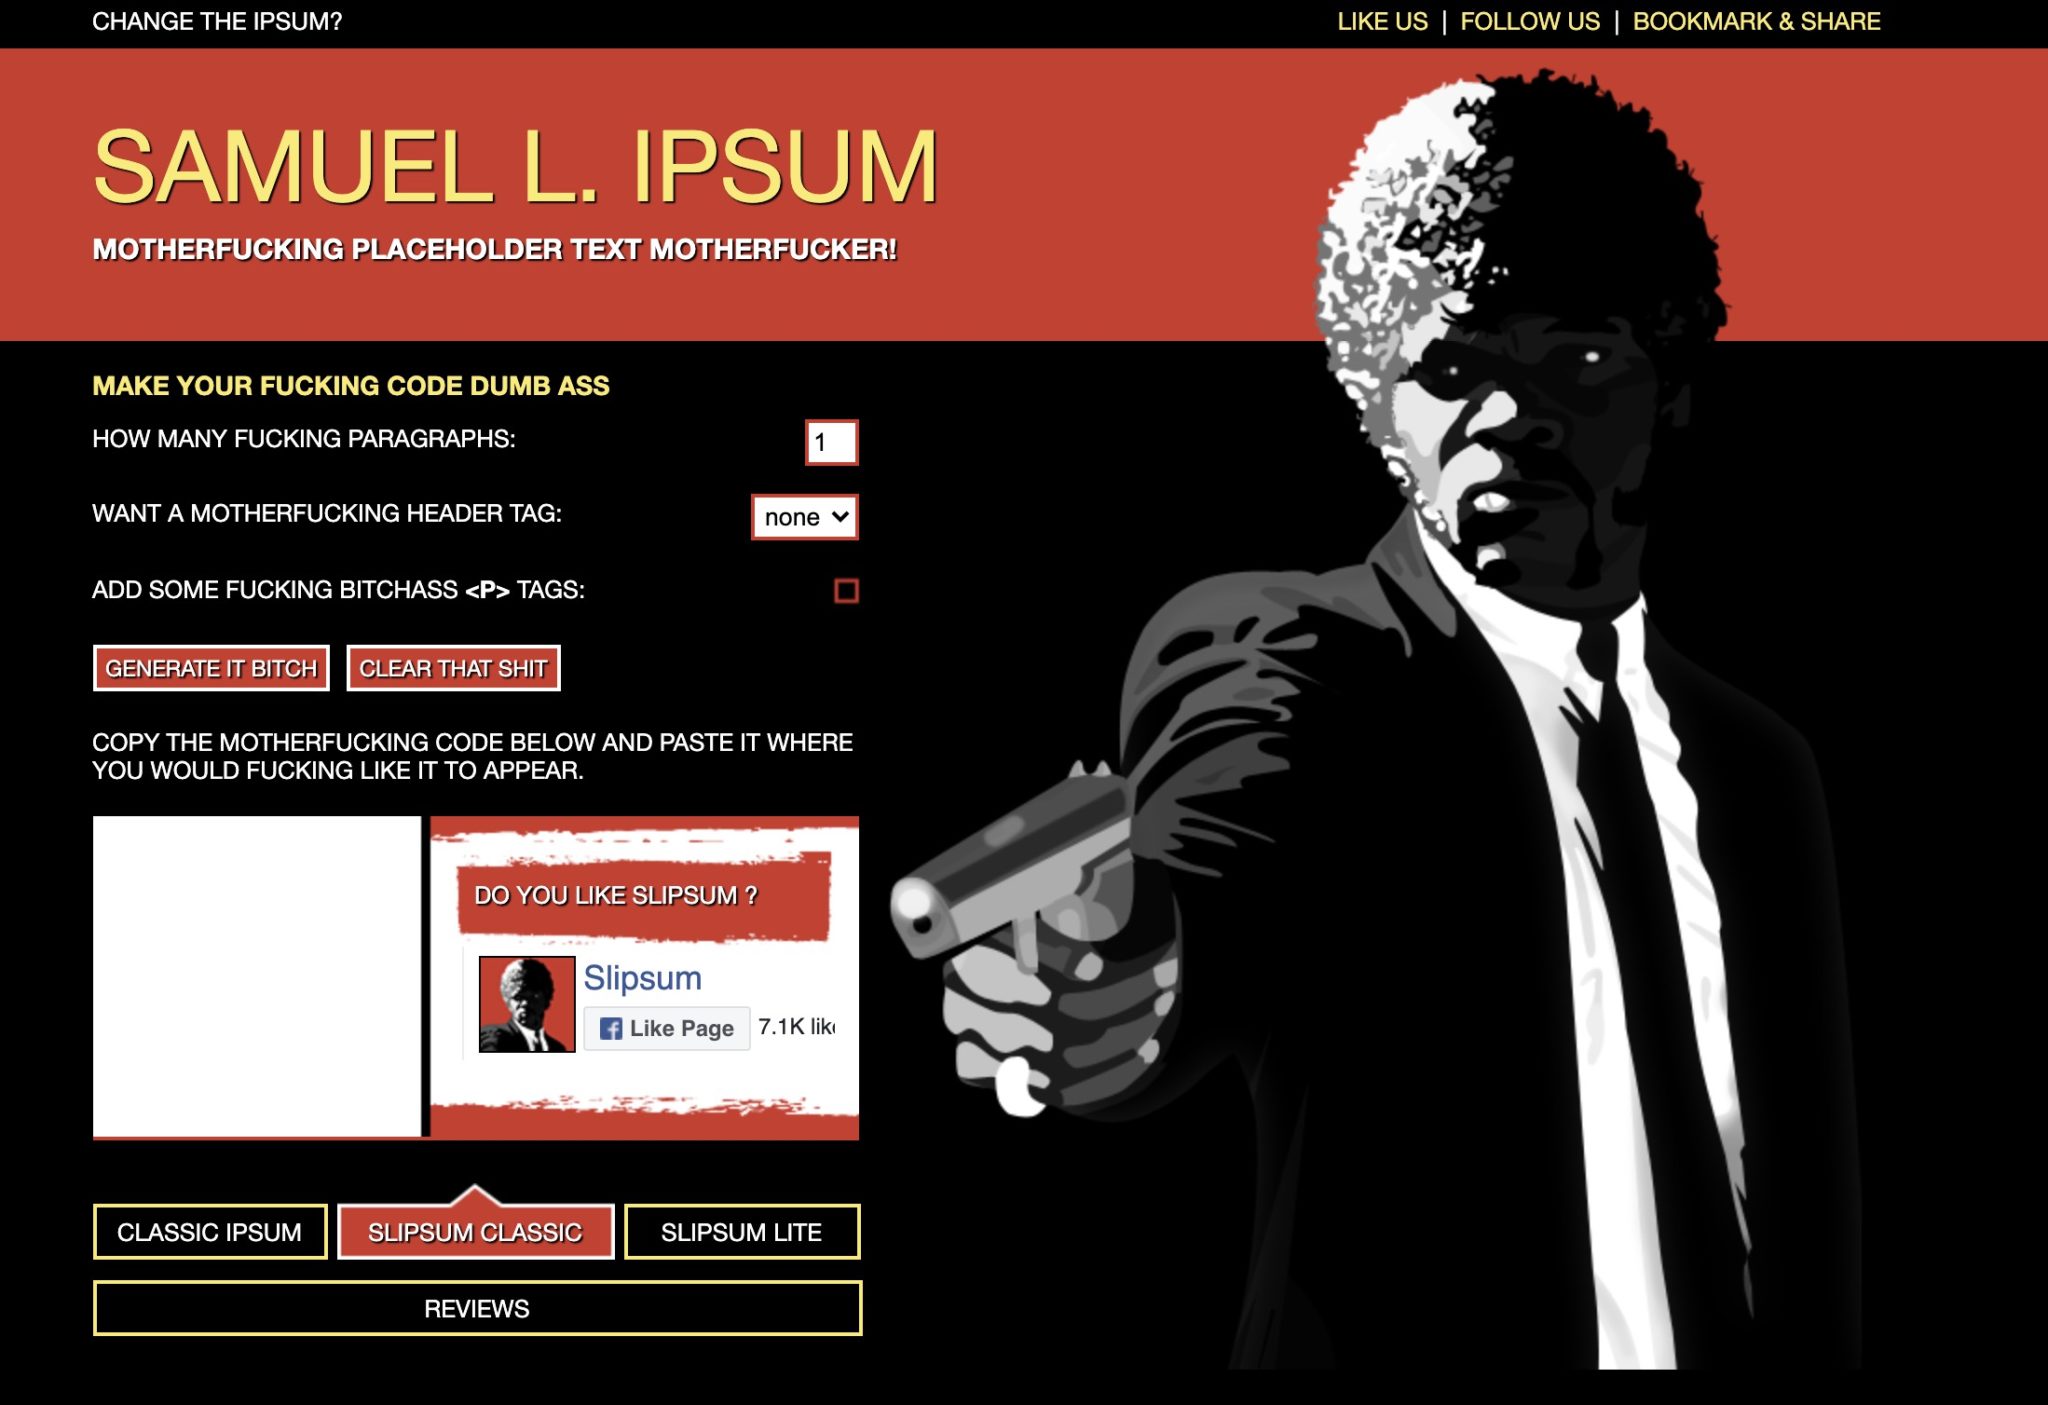 CHANGE THE IPSUM?
LIKE US | FOLLOW US | BOOKMARK & SHARE
SAMUEL L. IPSUM
MOTHERFUCKING PLACEHOLDER TEXT MOTHERFUCKER!
MAKE YOUR FUCKING CODE DUMB ASS
HOW MANY FUCKING PARAGRAPHS:
1
WANT A MOTHERFUCKING HEADER TAG:
none
ADD SOME FUCKING BITCHASS <P> TAGS:
GENERATE IT BITCH
CLEAR THAT SHIT
COPY THE MOTHERFUCKING CODE BELOW AND PASTE IT WHERE
YOU WOULD FUCKING LIKE IT TO APPEAR.
DO YOU LIKE SLIPSUM ?
Slipsum
Like Page
7.1K lik
CLASSIC IPSUM
SLIPSUM CLASSIC
SLIPSUM LITE
REVIEWS